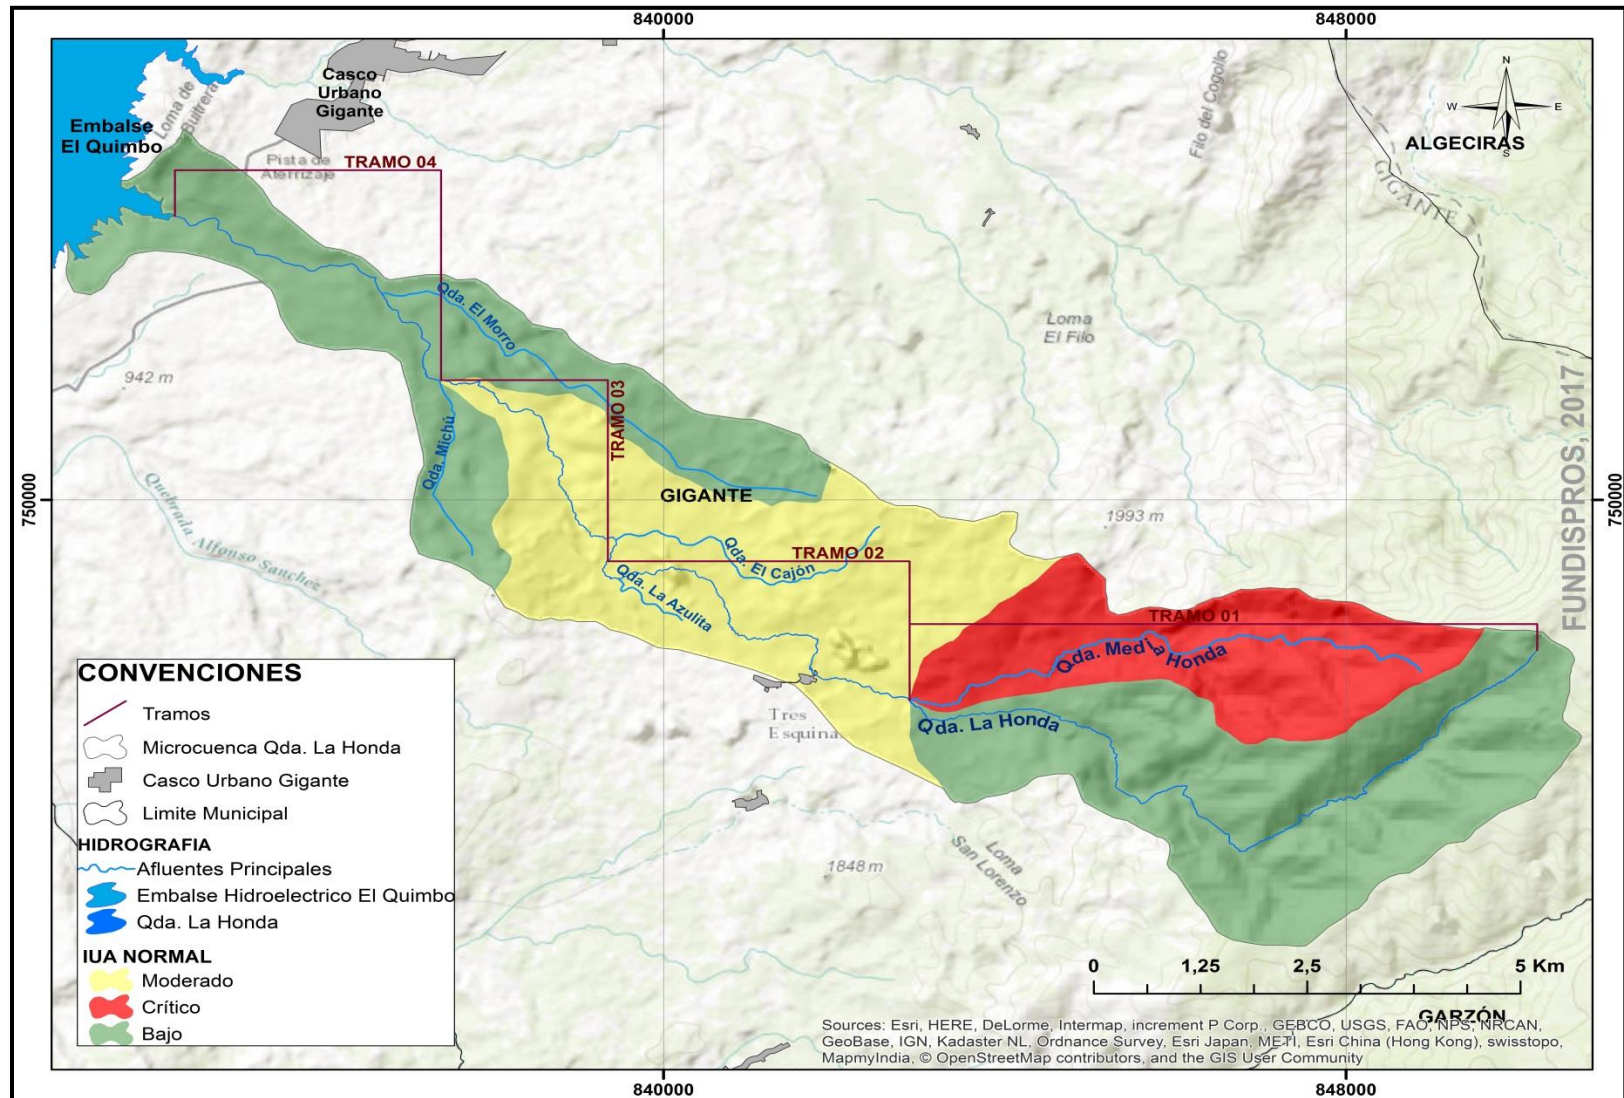 840000
848000
Casco
Urbano
Gigante
Loma de
Buitrera
Embalse
El Quimbo
Pista de
Aterrizaje
TRAMO 04
Filo del Cogollo
N
W
E
S
ALGECIRAS
GIGANTE
Qda. El Morro
Loma
El Filo
942 m
TRAMO 03
Qda. Michú
FUNDISPROS, 2017
750000
750000
GIGANTE
1993 m
Quebrada Alfonso Sanchez
TRAMO 02
Qda. El Cajón
Qda. La Azulita
TRAMO 01
Qda. Media Honda
Qda. La Honda
Tres
Esquina
1848 m
Loma
San Lorenzo
CONVENCIONES
Tramos
Microcuenca Qda. La Honda
Casco Urbano Gigante
Limite Municipal
HIDROGRAFIA
Afluentes Principales
Embalse Hidroelectrico El Quimbo
Qda. La Honda
IUA NORMAL
Moderado
Crítico
Bajo
0 1,25 2,5 5 Km
GARZÓN
Sources: Esri, HERE, DeLorme, Intermap, increment P Corp., GEBCO, USGS, FAO, NPS, NRCAN,
GeoBase, IGN, Kadaster NL, Ordnance Survey, Esri Japan, METI, Esri China (Hong Kong), swisstopo,
MapmyIndia, © OpenStreetMap contributors, and the GIS User Community
840000
848000